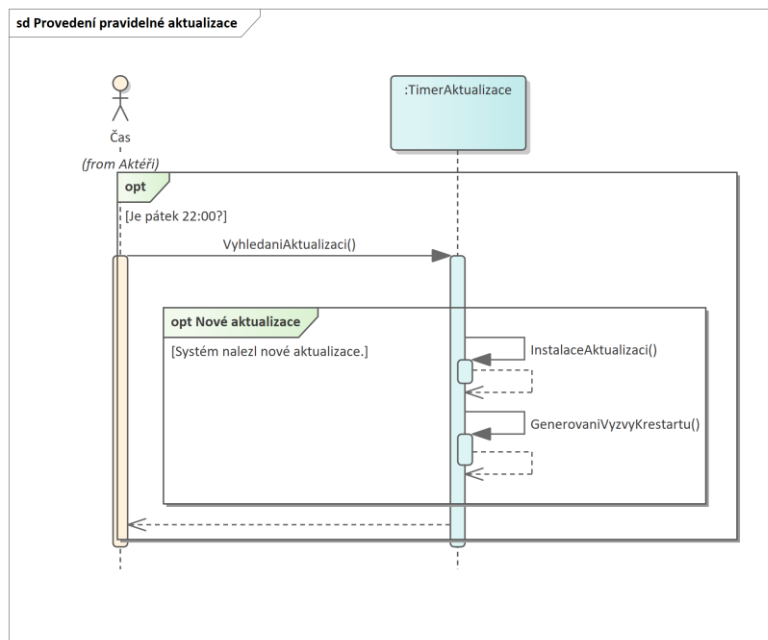 sd Provedení pravidelné aktualizace
:TimerAktualizace
Čas
(from Aktéři)
opt
[Je pátek 22:00?]
VyhledaniAktualizaci()
opt Nové aktualizace
[Systém nalezl nové aktualizace.]
InstalaceAktualizaci()
GenerovaniVyzvyKrestartu()